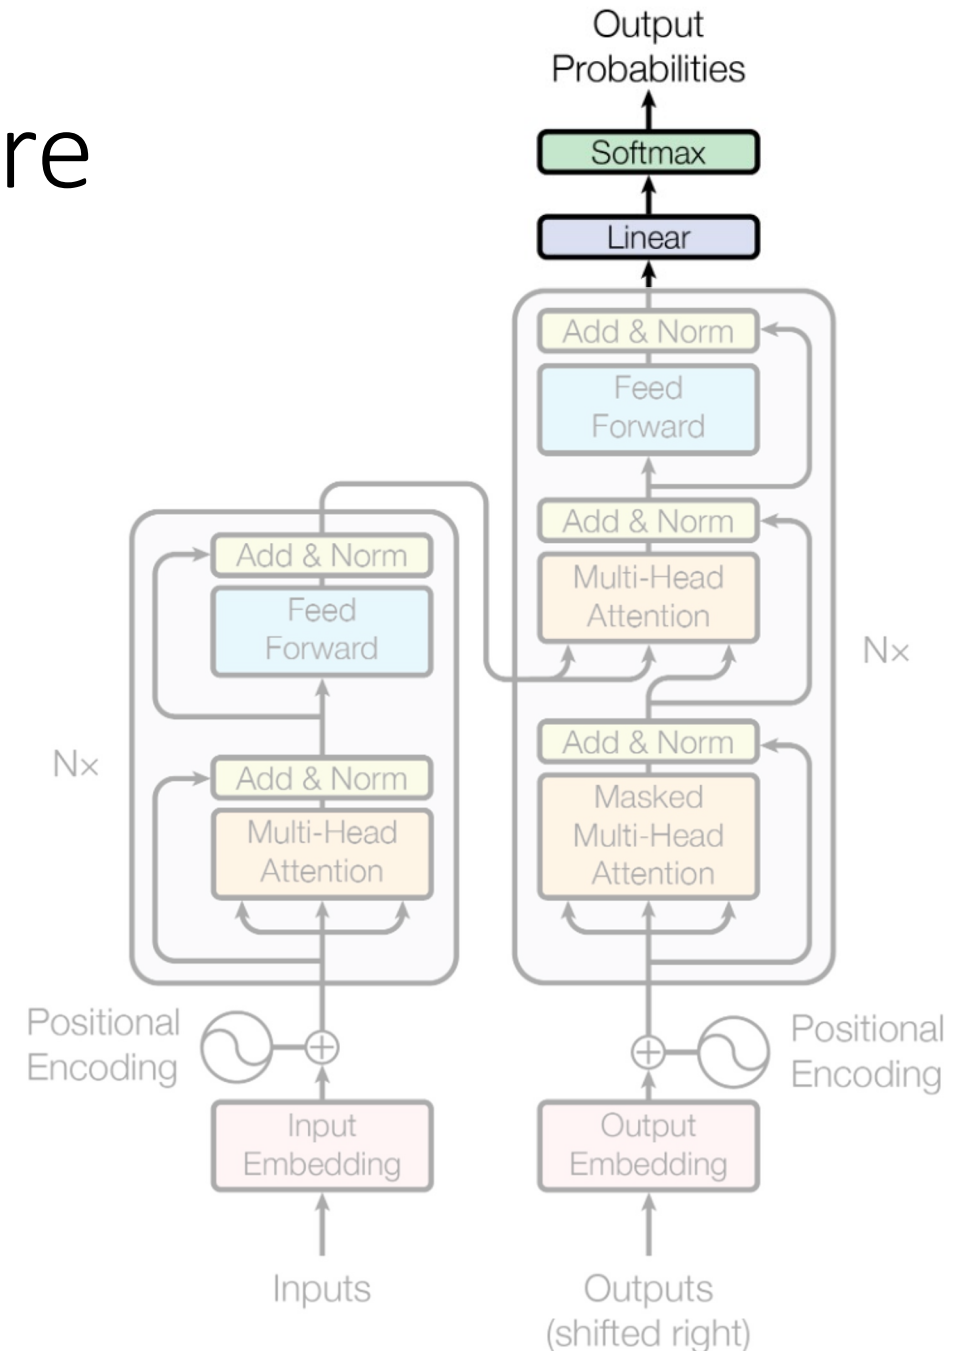 re
Output
Probabilities
Softmax
Linear
Add & Norm
Feed
Forward
Add & Norm
Multi-Head
Attention
Nx
Add & Norm
Masked
Multi-Head
Attention
Add & Norm
Feed
Forward
Nx
Add & Norm
Multi-Head
Attention
Positional
Encoding
Positional
Encoding
Input
Embedding
Output
Embedding
Inputs
Outputs
(shifted right)